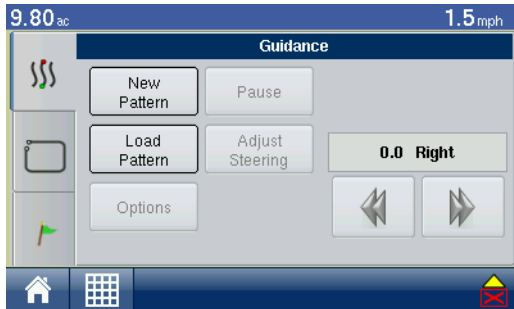 9.80 ac
1.5 mph
Guidance
New
Pattern
Pause
Load
Pattern
Adjust
Steering
0.0 Right
Options